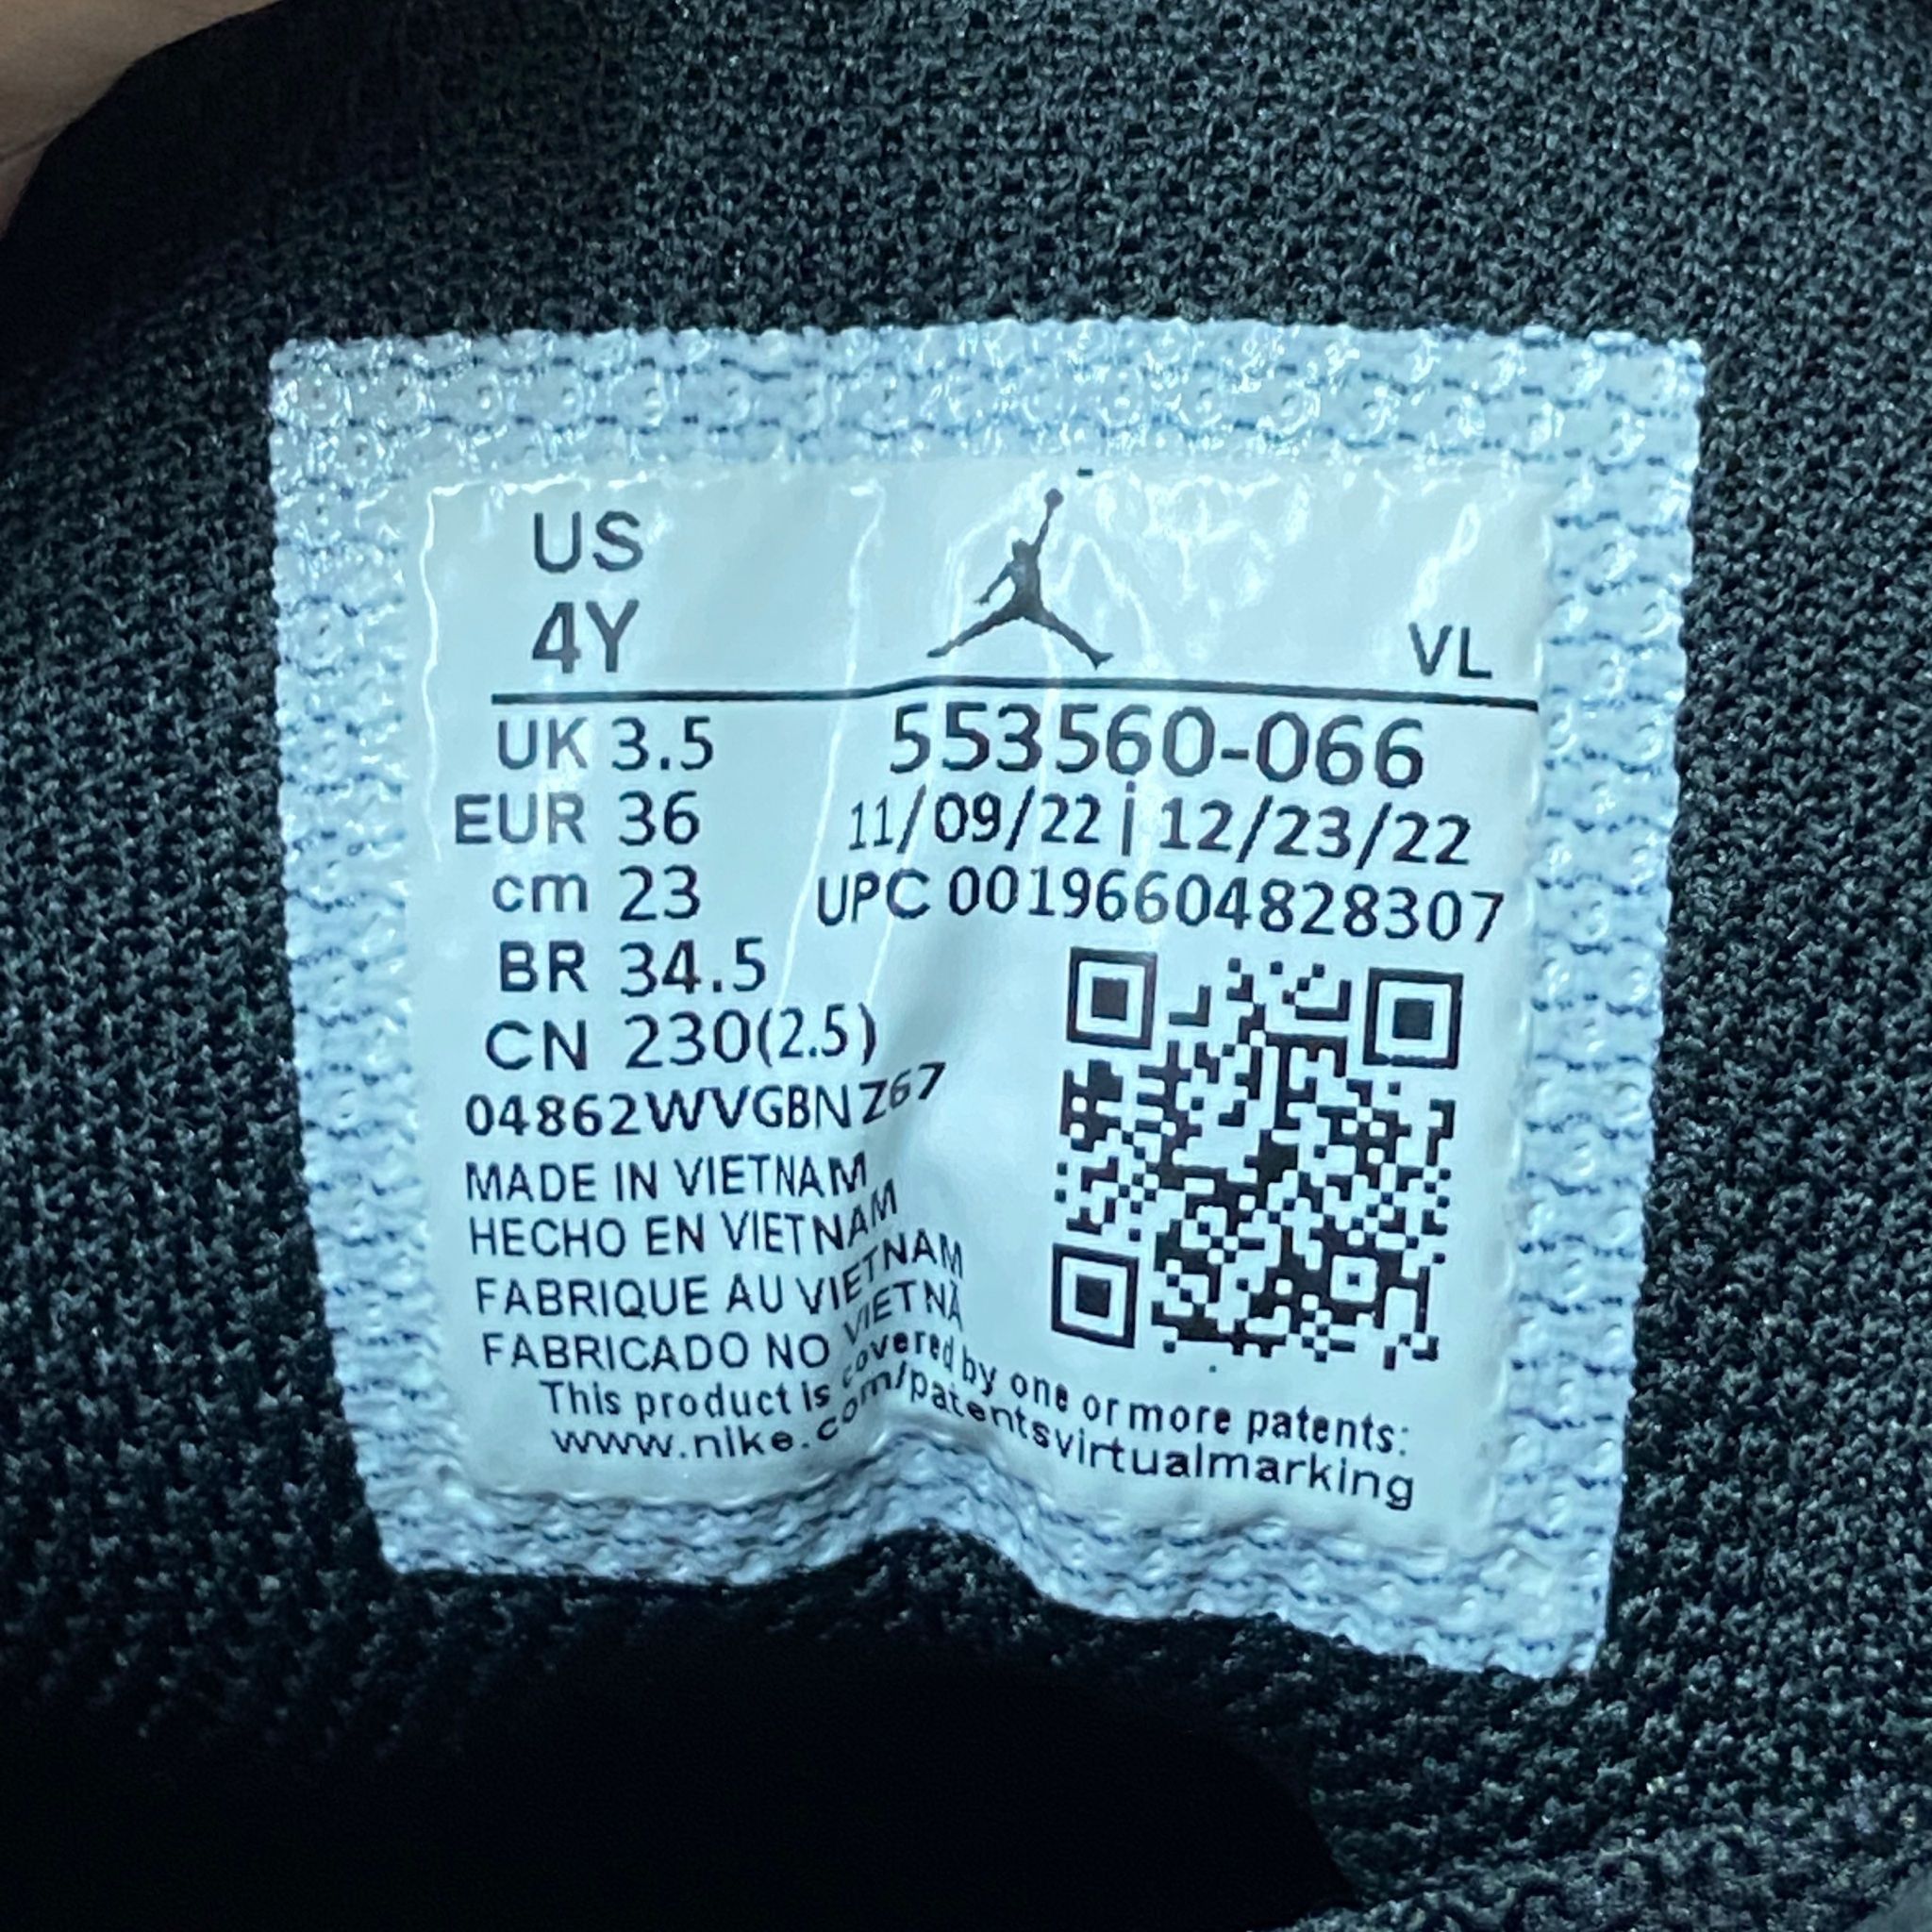 US
4Y
VL
UK 3.5
EUR 36
cm 23
BR 34.5
CN 230(2.5)
553560-066
11/09/22 | 12/23/22
UPC 00196604828307
04862WVGBNZ67
MADE IN VIETNAM
HECHO EN VIETNAM
FABRIQUE AU VIETNAM
FABRICADO NO VIETNÃ
This product is covered by one or more patents:
www.nike.com/patentsvirtualmarking